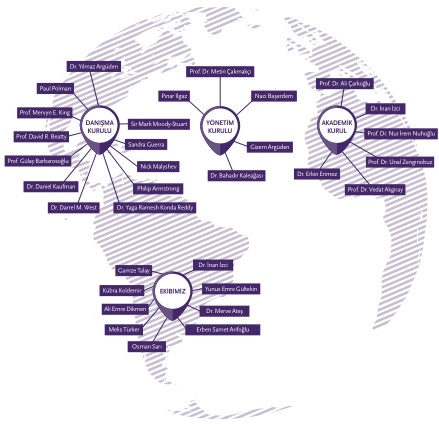 Dr. Yılmaz Argüden
Paul Polman
Prof. Mervyn E. King
Prof. David R. Beatty
Prof. Gülay Barbarosoğlu
Dr. Daniel Kaufman
Dr. Darrel M. West
DANIŞMA
KURULU
Sir Mark Moody-Stuart
Sandra Guerra
Nick Malyshev
Philip Armstrong
Dr. Yaga Ramesh Konda Reddy
Prof. Dr. Metin Çakmakçı
Pınar Ilgaz
Naci Başerdem
YÖNETİM
KURULU
Gizem Argüden
Dr. Bahadır Kaleağası
Prof. Dr. Ali Çarkoğlu
Dr. İnan İzci
AKADEMİK
KURUL
Prof. Dr. Nur İrem Nuhoğlu
Prof. Dr. Ünal Zenginobuz
Dr. Erkin Erimez
Prof. Dr. Vedat Akgiray
Gamze Talay
Dr. İnan İzci
Kübra Koldemir
EKİBİMİZ
Yunus Emre Gültekin
Ali Emre Dikmen
Dr. Merve Ateş
Melis Türker
Erben Samet Arifoğlu
Osman Sarı